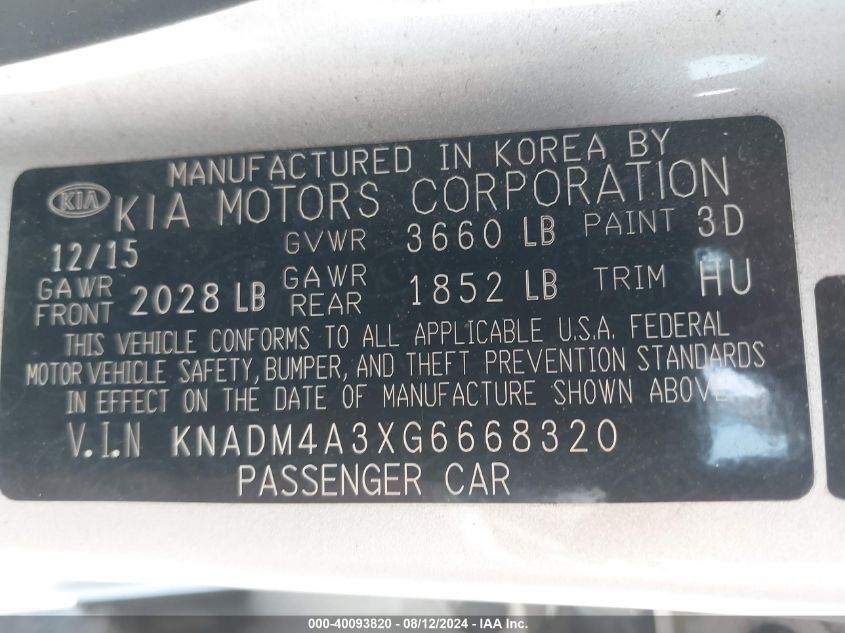 MANUFACTURED IN KOREA BY
KIA KIA MOTORS CORPORATION
12/15 GVWR 3660 LB PAINT 3D
GAWR FRONT 2028 LB GAWR REAR 1852 LB TRIM HU
THIS VEHICLE CONFORMS TO ALL APPLICABLE U.S.A. FEDERAL
MOTOR VEHICLE SAFETY, BUMPER, AND THEFT PREVENTION STANDARDS
IN EFFECT ON THE DATE OF MANUFACTURE SHOWN ABOVE
V.I.N KNADM4A3XG6668320
PASSENGER CAR
000-40093820 - 08/12/2024 - IAA Inc.